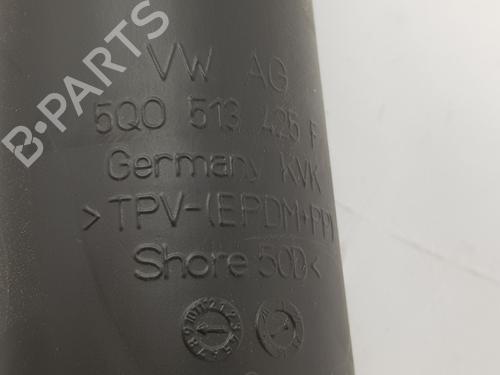 VW AG
5Q0 513 425 F
Germany KVK
>TPV-(EPDM+PP)
Shore 50D<
B-PARTS